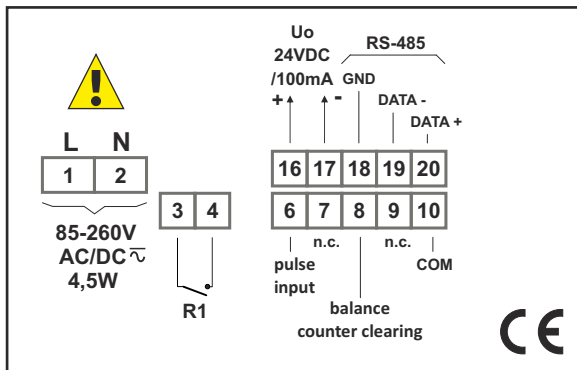 Uo
24VDC
/100mA
+ -
RS-485
GND
DATA -
DATA +
L N
1 2
16 17 18 19 20
3 4
6 7 8 9 10
n.c. n.c.
85-260V
AC/DC
4,5W
R1
pulse
input
COM
balance
counter clearing
CE